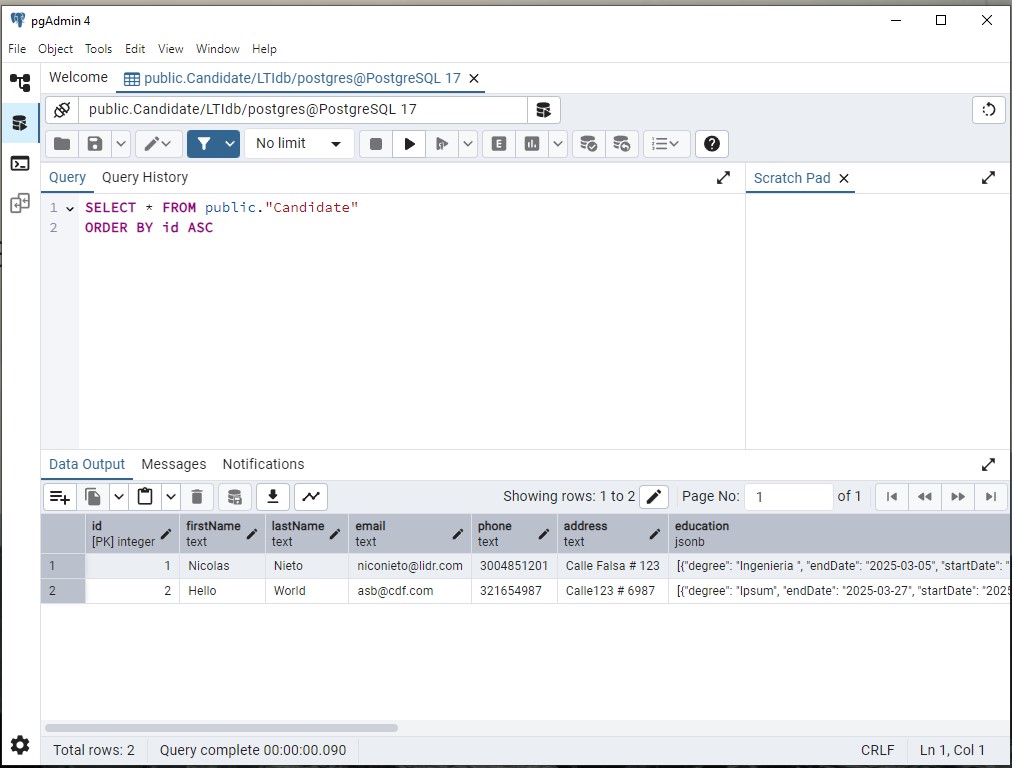 pgAdmin 4
File Object Tools Edit View Window Help
Welcome public.Candidate/LTIdb/postgres@PostgreSQL 17
public.Candidate/LTIdb/postgres@PostgreSQL 17
No limit E
Query Query History Scratch Pad
1 SELECT * FROM public."Candidate"
2 ORDER BY id ASC
Data Output Messages Notifications
Showing rows: 1 to 2 Page No: 1 of 1
id firstName lastName email phone address education
[PK] integer text text text text text jsonb
1 1 Nicolas Nieto niconieto@lidr.com 3004851201 Calle Falsa # 123 [{"degree": "Ingenieria ", "endDate": "2025-03-05", "startDate": "
2 2 Hello World asb@cdf.com 321654987 Calle123 # 6987 [{"degree": "Ipsum", "endDate": "2025-03-27", "startDate": "2025
Total rows: 2 Query complete 00:00:00.090 CRLF Ln 1, Col 1